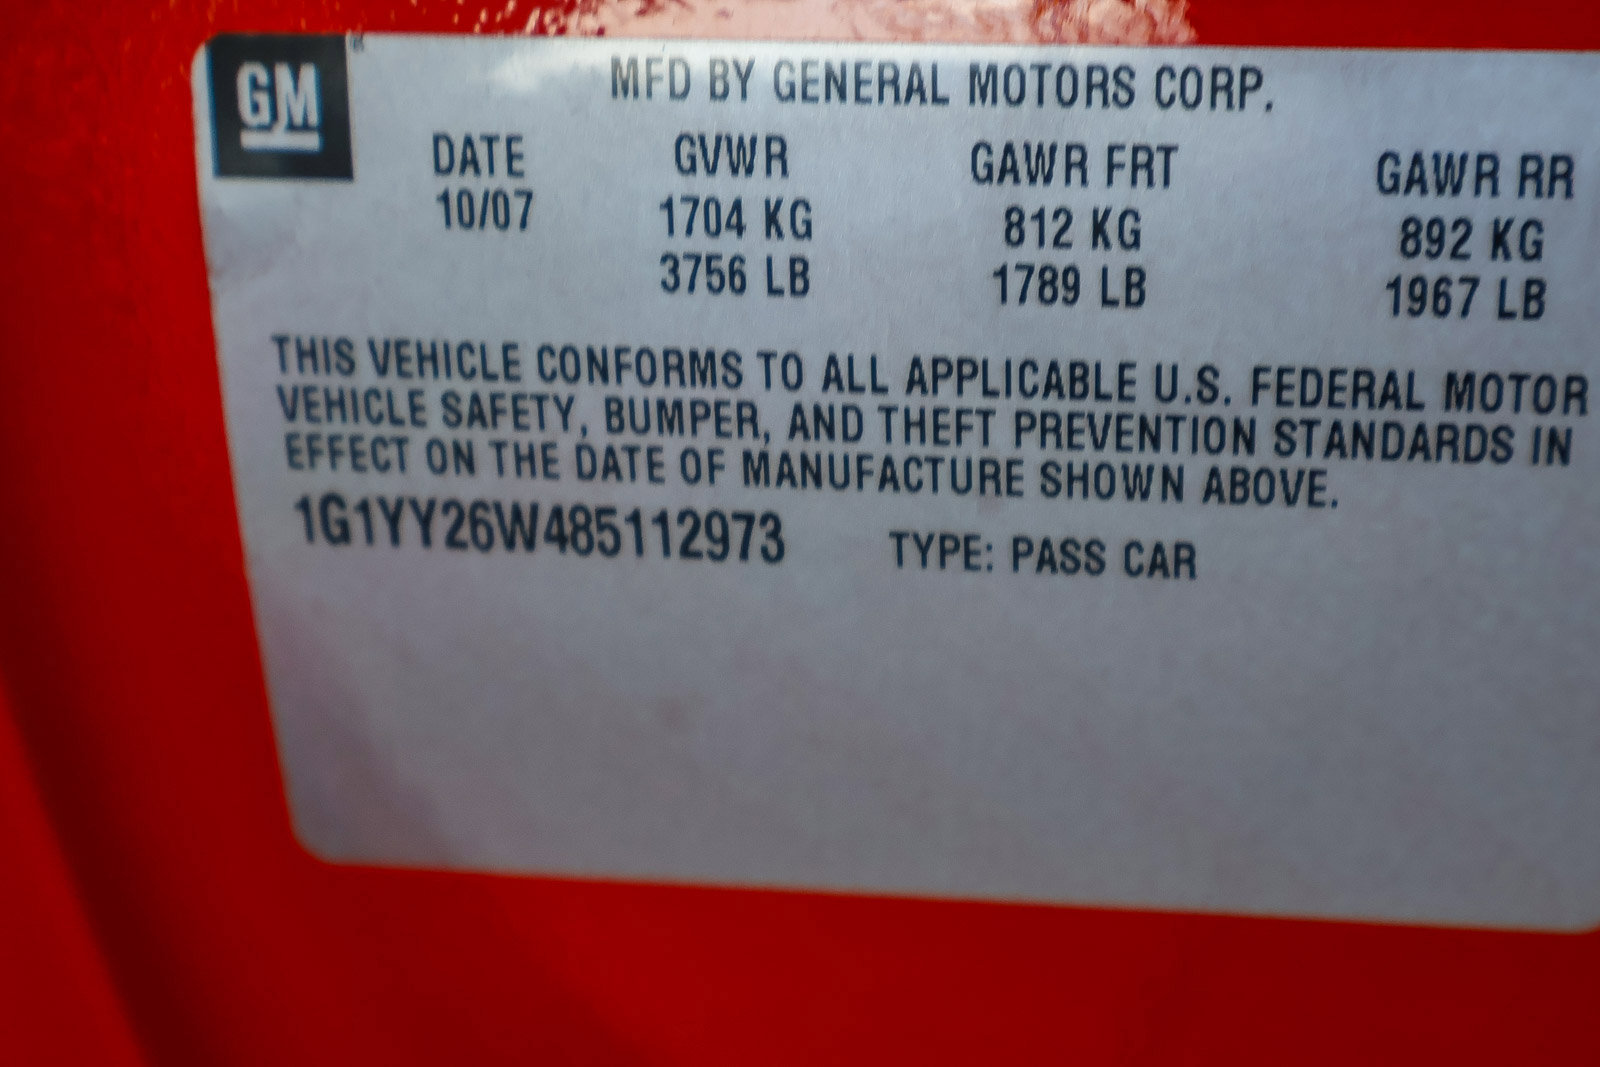 GM
MFD BY GENERAL MOTORS CORP.
DATE GVWR GAWR FRT GAWR RR
10/07 1704 KG 812 KG 892 KG
3756 LB 1789 LB 1967 LB
THIS VEHICLE CONFORMS TO ALL APPLICABLE U.S. FEDERAL MOTOR
VEHICLE SAFETY, BUMPER, AND THEFT PREVENTION STANDARDS IN
EFFECT ON THE DATE OF MANUFACTURE SHOWN ABOVE.
1G1YY26W485112973 TYPE: PASS CAR